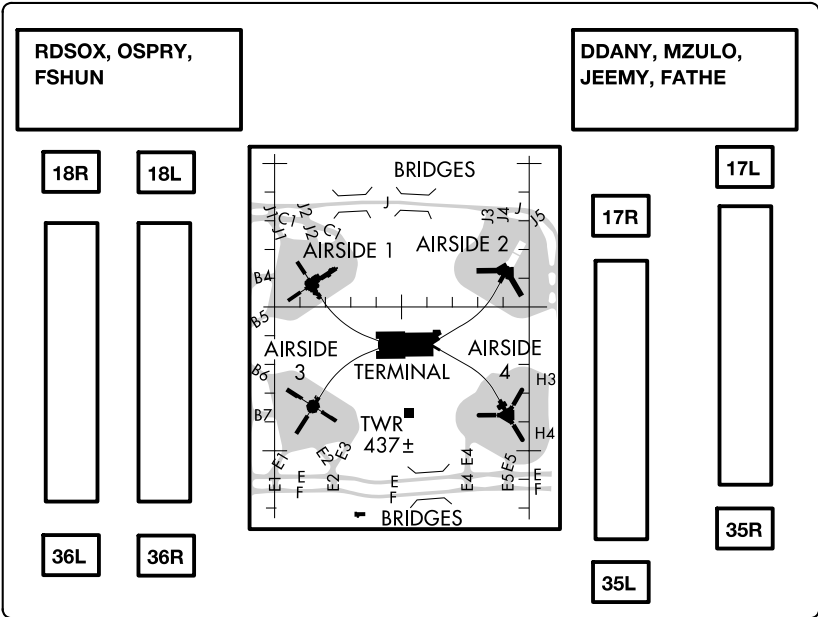 RDSOX, OSPRY,
FSHUN
DDANY, MZULO,
JEEMY, FATHE
18R
18L
17L
17R
BRIDGES
J
J1
J1
C1
J2
J2
C1
J3
J4
J
J5
AIRSIDE 1
AIRSIDE 2
B4
B5
AIRSIDE
3
AIRSIDE
4
TERMINAL
B6
B7
H3
H4
TWR
437±
E1
E1
E2
E2
E3
E4
E4
E5
E5
E
F
E
F
E
F
BRIDGES
36L
36R
35L
35R